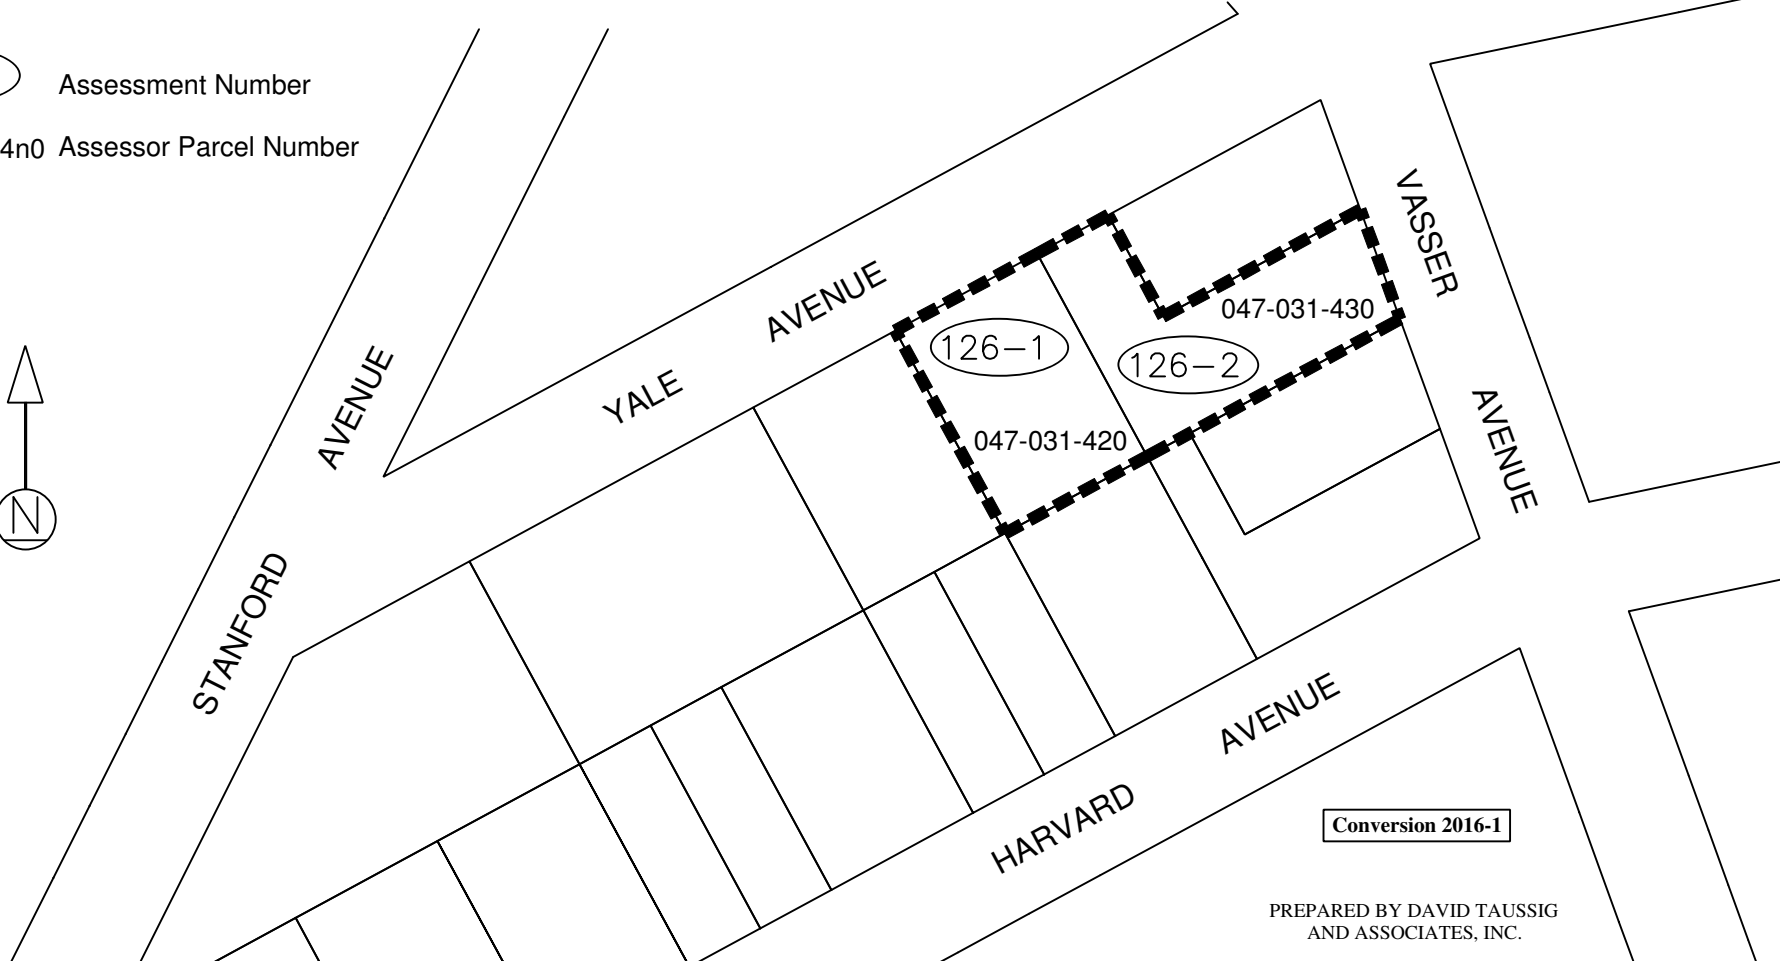 Assessment Number
4n0 Assessor Parcel Number
VASSER
AVENUE
AVENUE
047-031-430
126-1
126-2
YALE
AVENUE
AVENUE
047-031-420
N
STANFORD
AVENUE
HARVARD
Conversion 2016-1
PREPARED BY DAVID TAUSSIG
AND ASSOCIATES, INC.